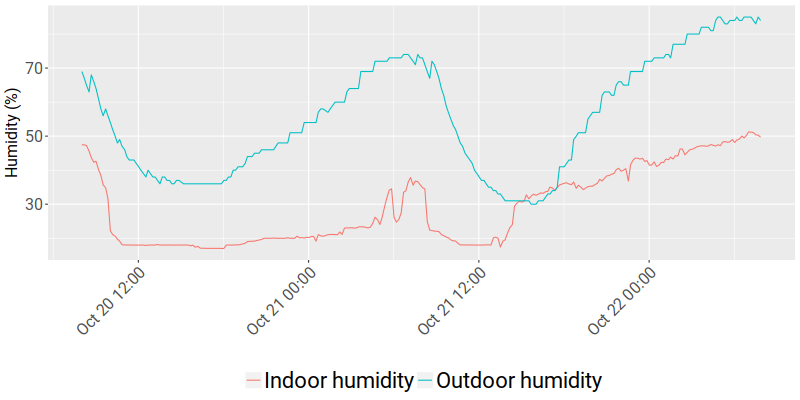 Humidity (%)
70
50
30
Oct 20 12:00
Oct 21 00:00
Oct 21 12:00
Oct 22 00:00
Indoor humidity Outdoor humidity